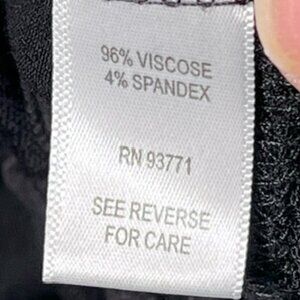 96% VISCOSE
4% SPANDEX
RN 93771
SEE REVERSE
FOR CARE